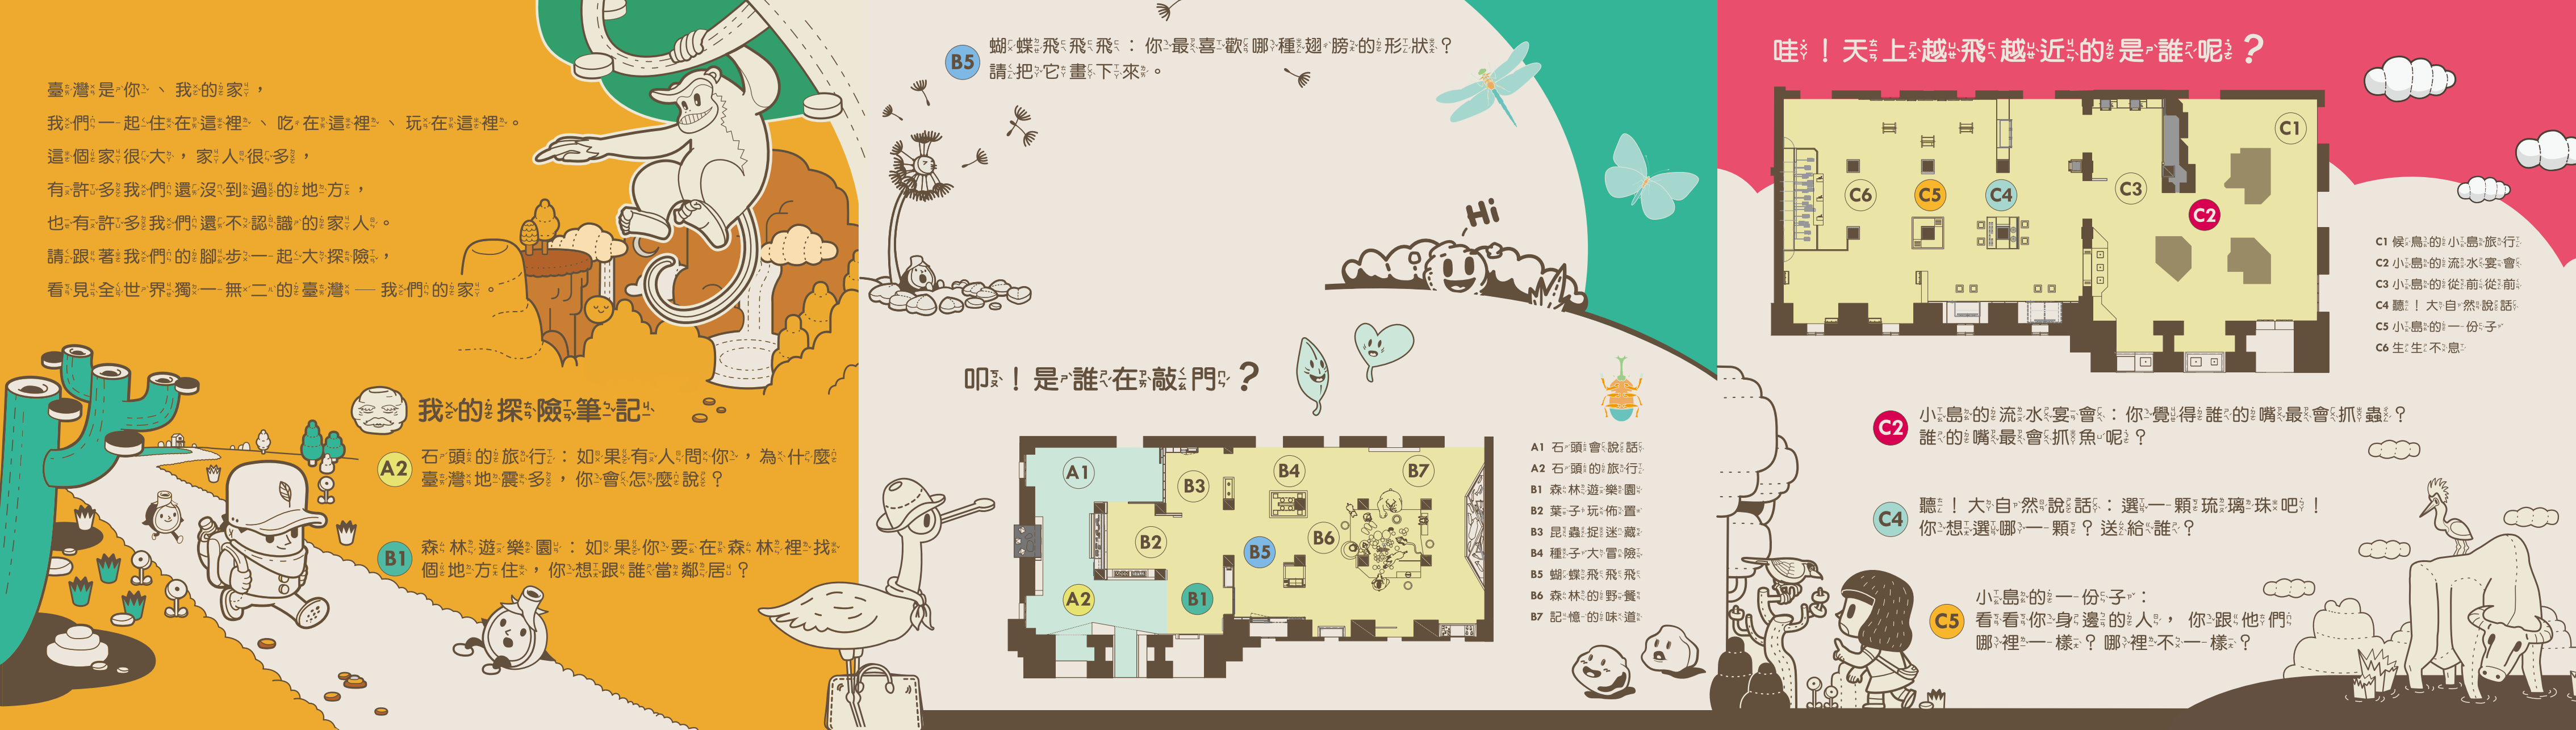 臺灣是你、我的家，
我們一起住在這裡、吃在這裡、玩在這裡。
這個家很大，家人很多，
有許多我們還沒到過的地方，
也有許多我們還不認識的家人。
請跟著我們的腳步一起大探險，
看見全世界獨一無二的臺灣——我們的家。
我的探險筆記
A2 石頭的旅行：如果有人問你，為什麼
臺灣地震多，你會怎麼說？
B1 森林遊樂園：如果你要在森林裡找
個地方住，你想跟誰當鄰居？
B5 蝴蝶飛飛飛：你最喜歡哪種翅膀的形狀？
請把它畫下來。
Hi
叩！是誰在敲門？
A1
B3
B4
B7
B2
B5
B6
A2
B1
A1 石頭會說話
A2 石頭的旅行
B1 森林遊樂園
B2 葉子玩佈置
B3 昆蟲捉迷藏
B4 種子大冒險
B5 蝴蝶飛飛飛
B6 森林的野餐
B7 記憶的味道
哇！天上越飛越近的是誰呢？
C1
C6
C5
C4
C3
C2
C1 候鳥的小島旅行
C2 小島的流水宴會
C3 小島的從前從前
C4 聽！大自然說話
C5 小島的一份子
C6 生生不息
C2 小島的流水宴會：你覺得誰的嘴最會抓蟲？
誰的嘴最會抓魚呢？
C4 聽！大自然說話：選一顆琉璃珠吧！
你想選哪一顆？送給誰？
C5 小島的一份子：
看看你身邊的人，你跟他們
哪裡一樣？哪裡不一樣？